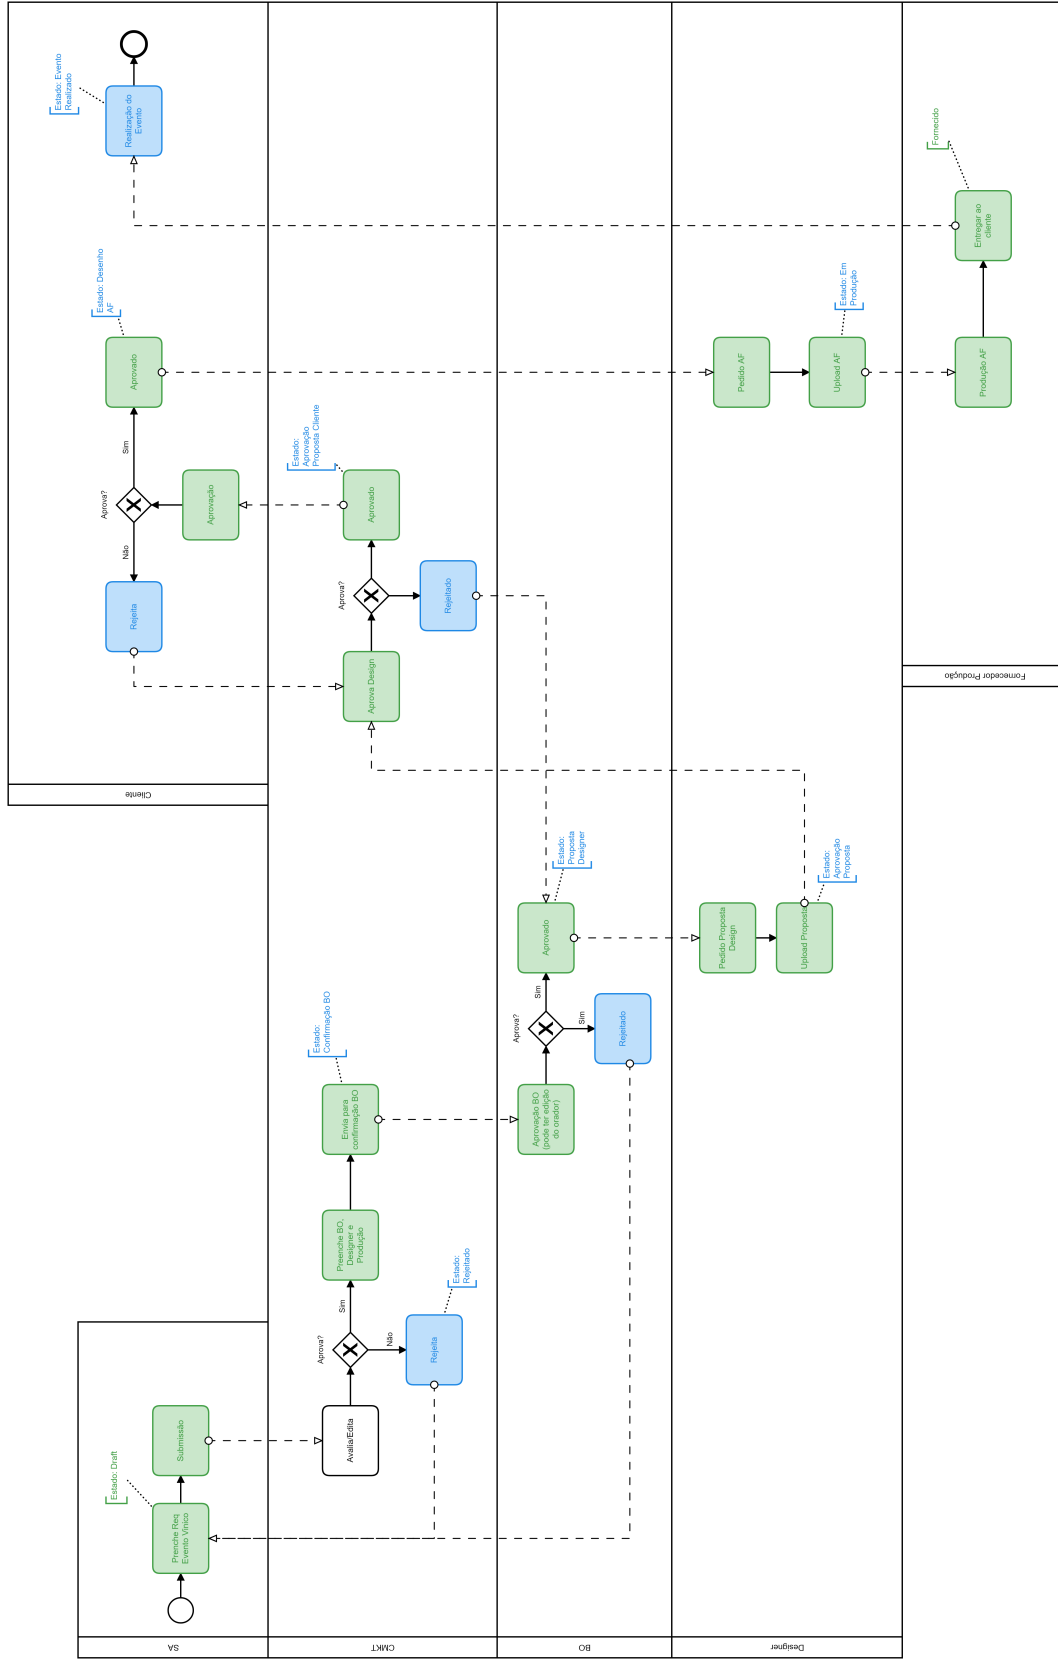 SA
Prenche Req
Evento Vinico
Estado: Draft
Submissão
CMKT
Avalia/Edita
Aprova?
Sim
Não
Rejeita
Estado:
Rejeitado
Preenche BO,
Designer e
Produção
Envia para
confirmação BO
Estado:
Confirmação BO
BO
Aprovação BO
(pode ter edição
do orador)
Aprova?
Sim
Sim
Rejeitado
Aprovado
Estado:
Proposta
Designer
Designer
Pedido Proposta
Design
Upload Proposta
Estado:
Aprovação
Proposta
Aprova Design
Aprova?
Rejeitado
Aprovado
Estado:
Aprovação
Proposta Cliente
Cliente
Aprovação
Aprova?
Não
Sim
Rejeita
Aprovado
Estado: Desenho
AF
Pedido AF
Upload AF
Estado: Em
Produção
Fornecedor Produção
Produção AF
Entregar ao
cliente
Fornecido
Realização do
Evento
Estado: Evento
Realizado